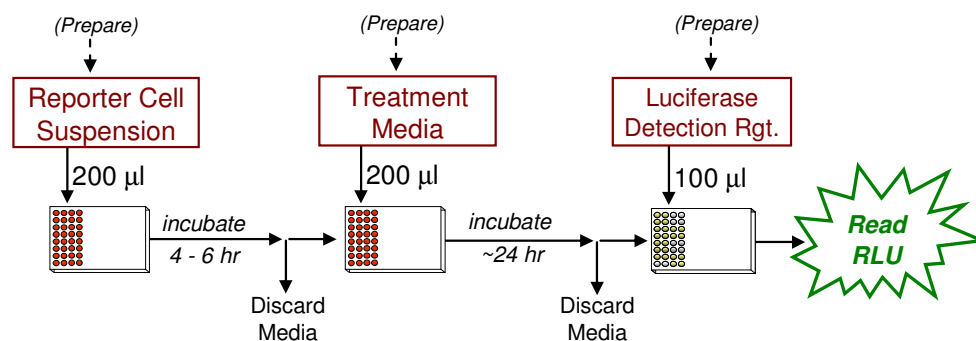 (Prepare)
(Prepare)
(Prepare)
Reporter Cell
Suspension
Treatment
Media
Luciferase
Detection Rgt.
200 μl
200 μl
100 μl
incubate
4 - 6 hr
incubate
~24 hr
Read
RLU
Discard
Media
Discard
Media